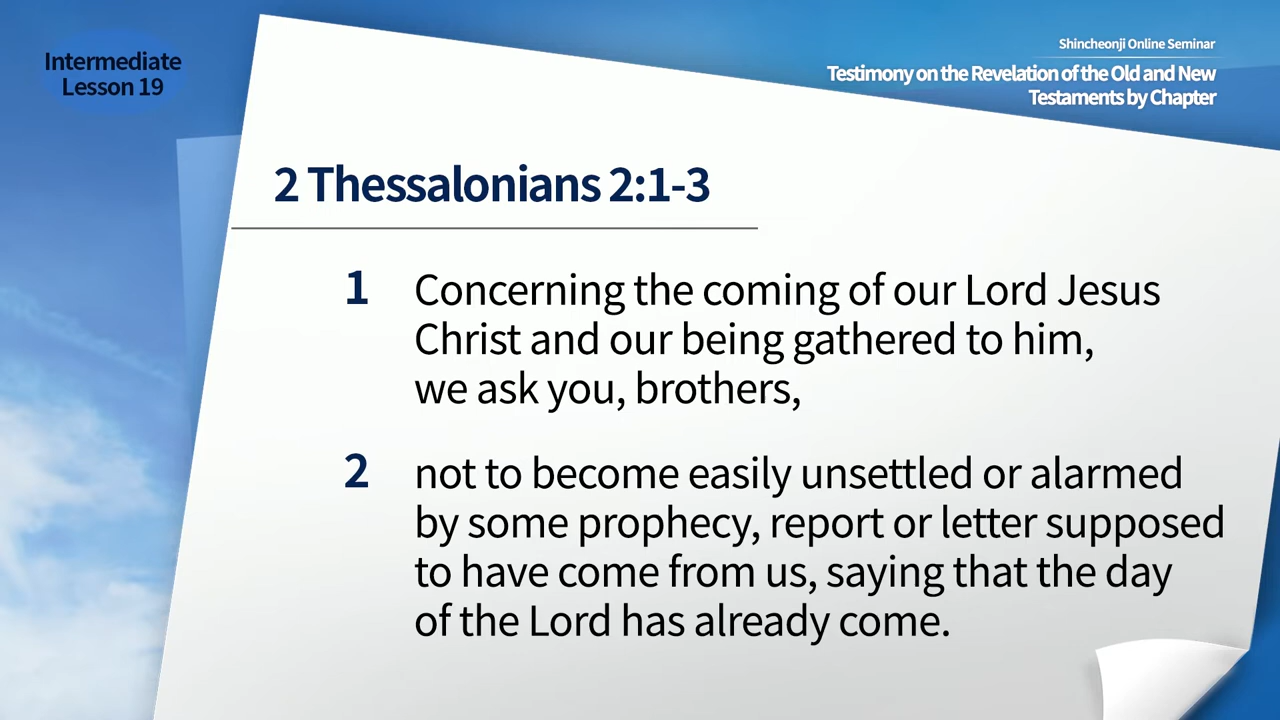 Intermediate
Lesson 19
Shincheonji Online Seminar
Testimony on the Revelation of the Old and New
Testaments by Chapter
2 Thessalonians 2:1-3
1 Concerning the coming of our Lord Jesus
Christ and our being gathered to him,
we ask you, brothers,
2 not to become easily unsettled or alarmed
by some prophecy, report or letter supposed
to have come from us, saying that the day
of the Lord has already come.